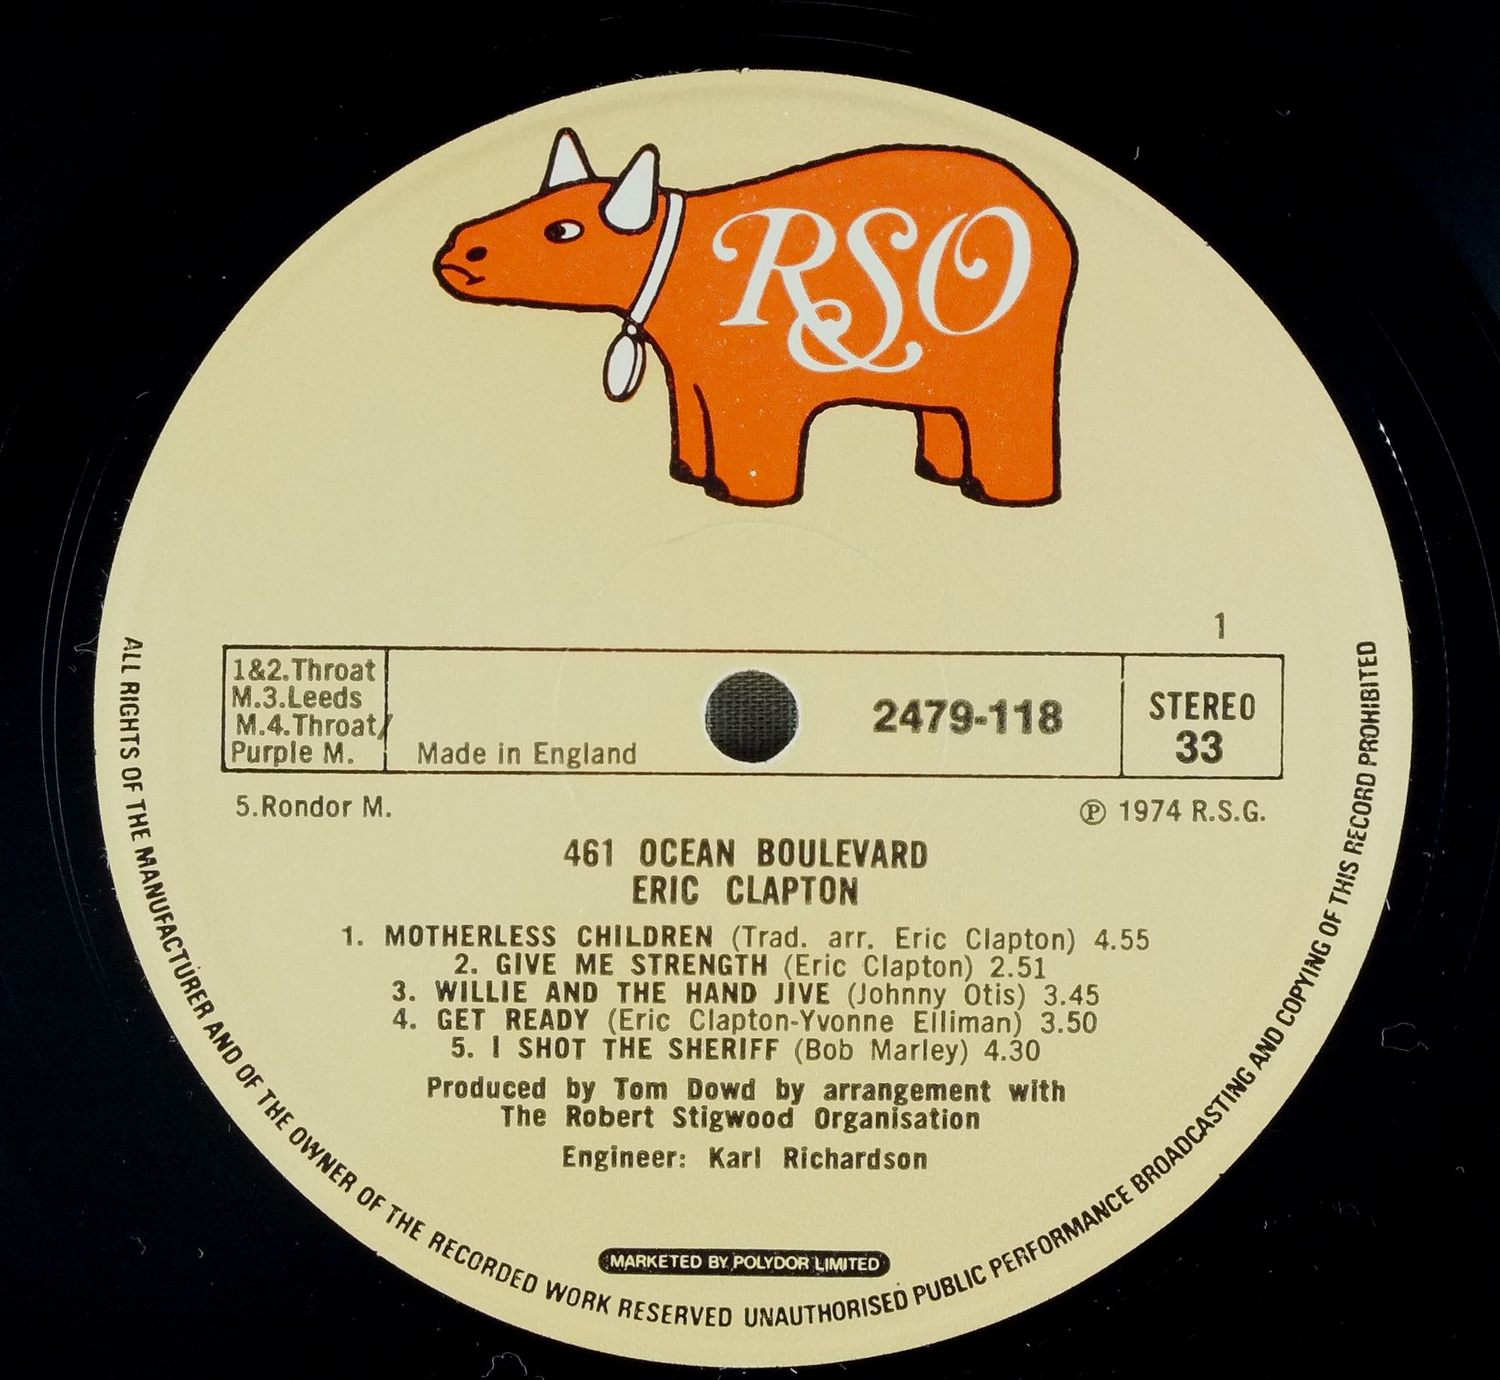 RSO
1
1&2.Throat
M.3.Leeds
M.4.Throat/
Purple M.
Made in England
2479-118
STEREO
33
5.Rondor M.
℗ 1974 R.S.G.
461 OCEAN BOULEVARD
ERIC CLAPTON
1. MOTHERLESS CHILDREN (Trad. arr. Eric Clapton) 4.55
2. GIVE ME STRENGTH (Eric Clapton) 2.51
3. WILLIE AND THE HAND JIVE (Johnny Otis) 3.45
4. GET READY (Eric Clapton-Yvonne Elliman) 3.50
5. I SHOT THE SHERIFF (Bob Marley) 4.30
Produced by Tom Dowd by arrangement with
The Robert Stigwood Organisation
Engineer: Karl Richardson
MARKETED BY POLYDOR LIMITED
ALL RIGHTS OF THE MANUFACTURER AND OF THE OWNER OF THE RECORDED WORK RESERVED UNAUTHORISED PUBLIC PERFORMANCE BROADCASTING AND COPYING OF THIS RECORD PROHIBITED